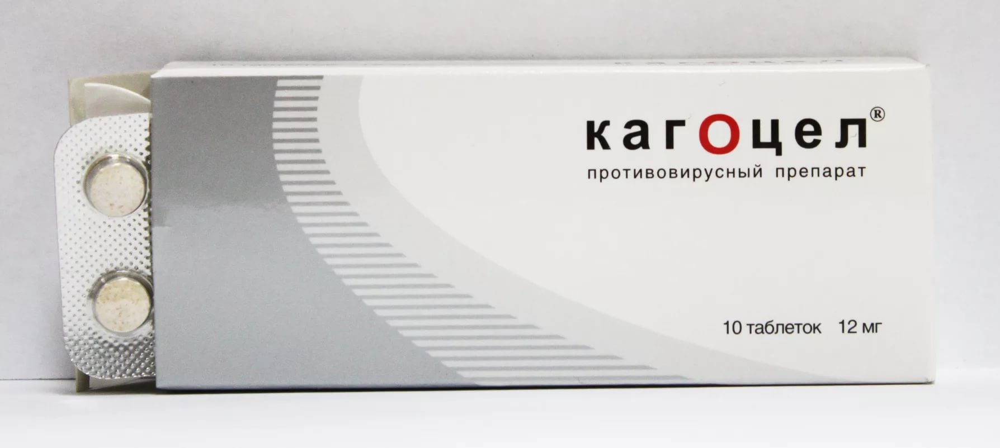 кагоцел®
противовирусный препарат
10 таблеток 12 мг